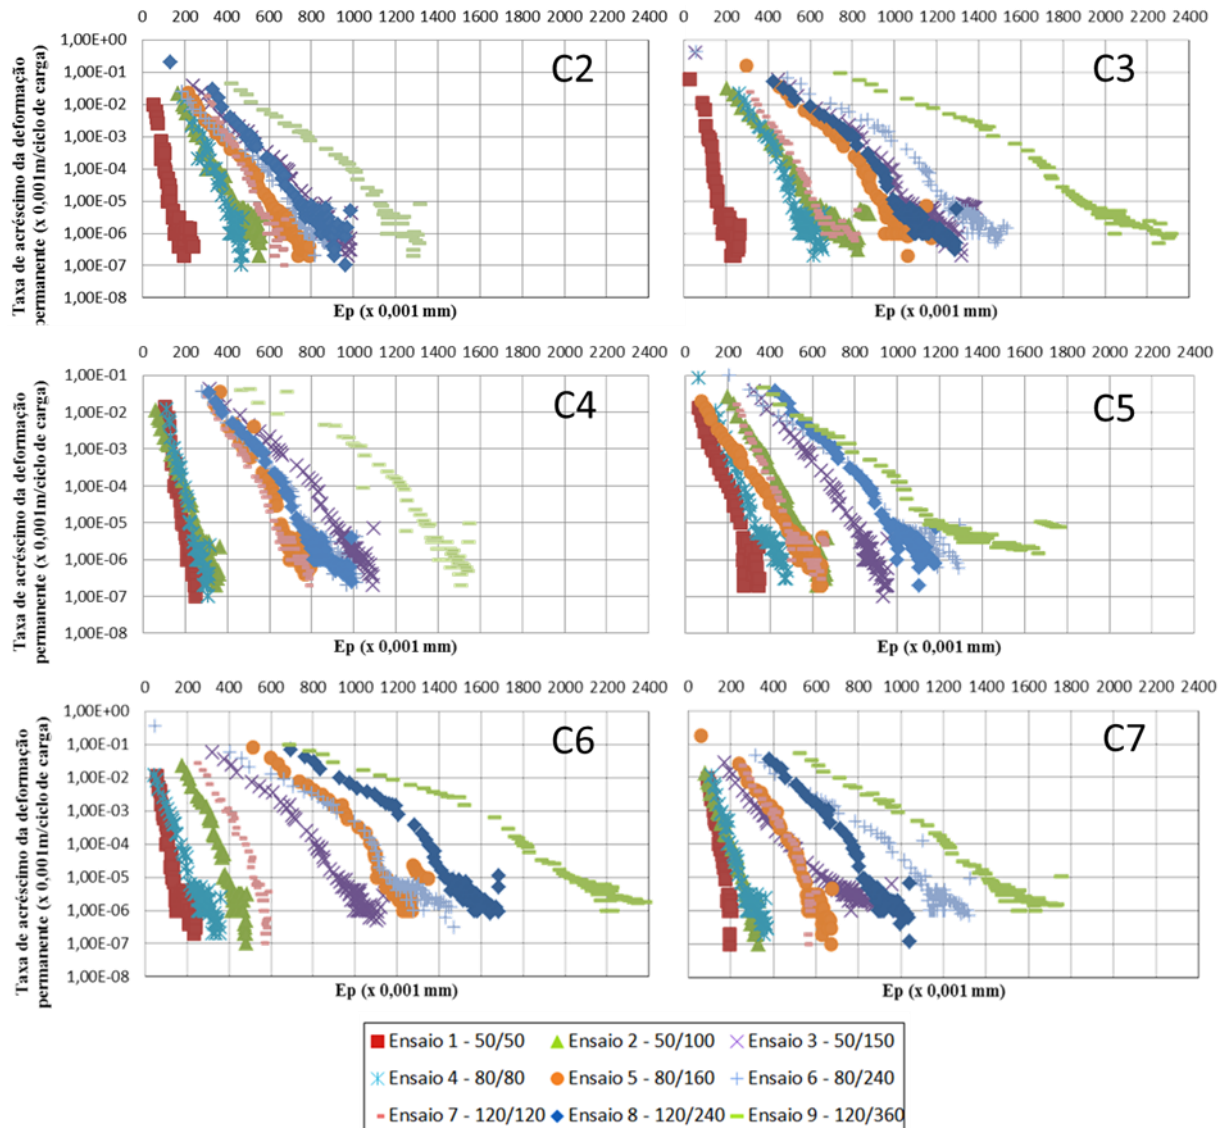 0 200 400 600 800 1000 1200 1400 1600 1800 2000 2200 2400
0 200 400 600 800 1000 1200 1400 1600 1800 2000 2200 2400
Taxa de acréscimo da deformação
permanente (x 0,001m/ciclo de carga)
1,00E+00
1,00E-01
1,00E-02
1,00E-03
1,00E-04
1,00E-05
1,00E-06
1,00E-07
1,00E-08
C2
C3
Ep (x 0,001 mm)
Ep (x 0,001 mm)
0 200 400 600 800 1000 1200 1400 1600 1800 2000 2200 2400
0 200 400 600 800 1000 1200 1400 1600 1800 2000 2200 2400
Taxa de acréscimo da deformação
permanente (x 0,001m/ciclo de carga)
1,00E-01
1,00E-02
1,00E-03
1,00E-04
1,00E-05
1,00E-06
1,00E-07
1,00E-08
C4
C5
Ep (x 0,001 mm)
Ep (x 0,001 mm)
0 200 400 600 800 1000 1200 1400 1600 1800 2000 2200 2400
0 200 400 600 800 1000 1200 1400 1600 1800 2000 2200 2400
Taxa de acréscimo da deformação
permanente (x 0,001m/ciclo de carga)
1,00E+00
1,00E-01
1,00E-02
1,00E-03
1,00E-04
1,00E-05
1,00E-06
1,00E-07
1,00E-08
C6
C7
Ep (x 0,001 mm)
Ep (x 0,001 mm)
Ensaio 1 - 50/50 Ensaio 2 - 50/100 Ensaio 3 - 50/150
Ensaio 4 - 80/80 Ensaio 5 - 80/160 Ensaio 6 - 80/240
Ensaio 7 - 120/120 Ensaio 8 - 120/240 Ensaio 9 - 120/360